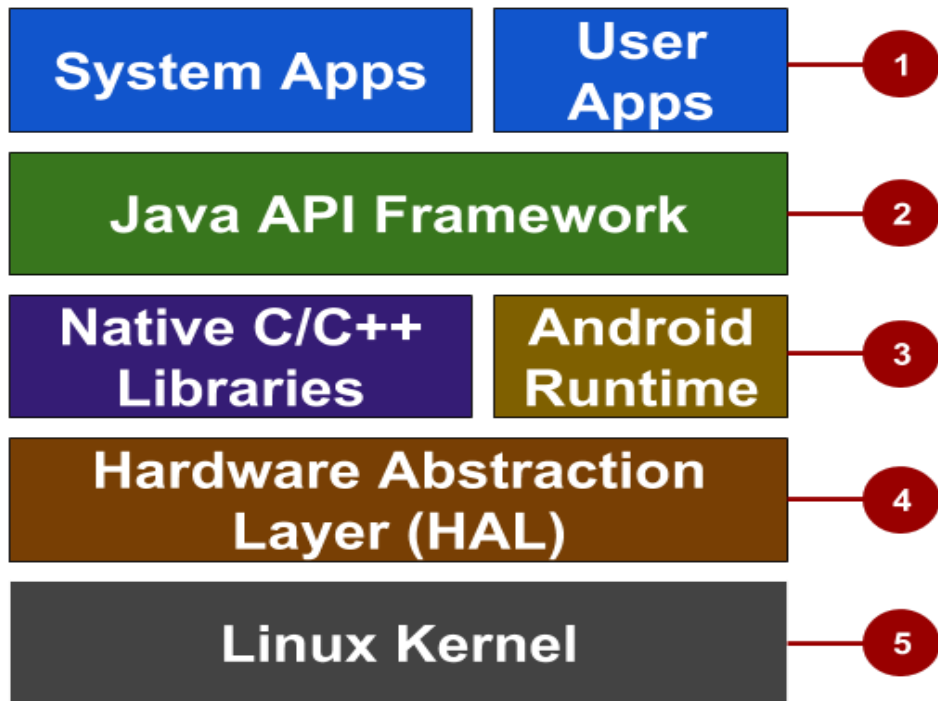 System Apps
User
Apps
1
Java API Framework
2
Native C/C++
Libraries
Android
Runtime
3
Hardware Abstraction
Layer (HAL)
4
Linux Kernel
5